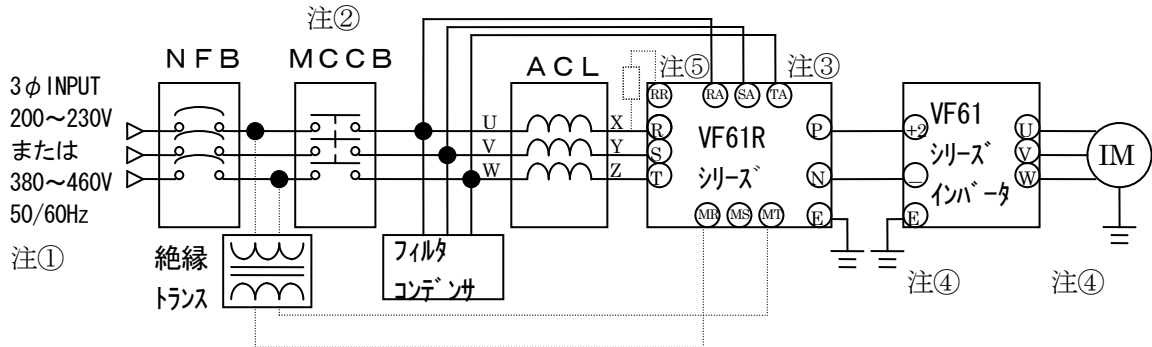 注②
NFB
MCCB
ACL
注⑤
注③
3φINPUT
200～230V
または
380～460V
50/60Hz
注①
U
V
W
X
Y
Z
RR
RA
SA
TA
R
S
T
VF61R
シリーズ
P
N
E
MR
MS
MT
+2
－
E
VF61
シリーズ
インバータ
U
V
W
IM
絶縁
トランス
フィルタ
コンデンサ
注④
注④